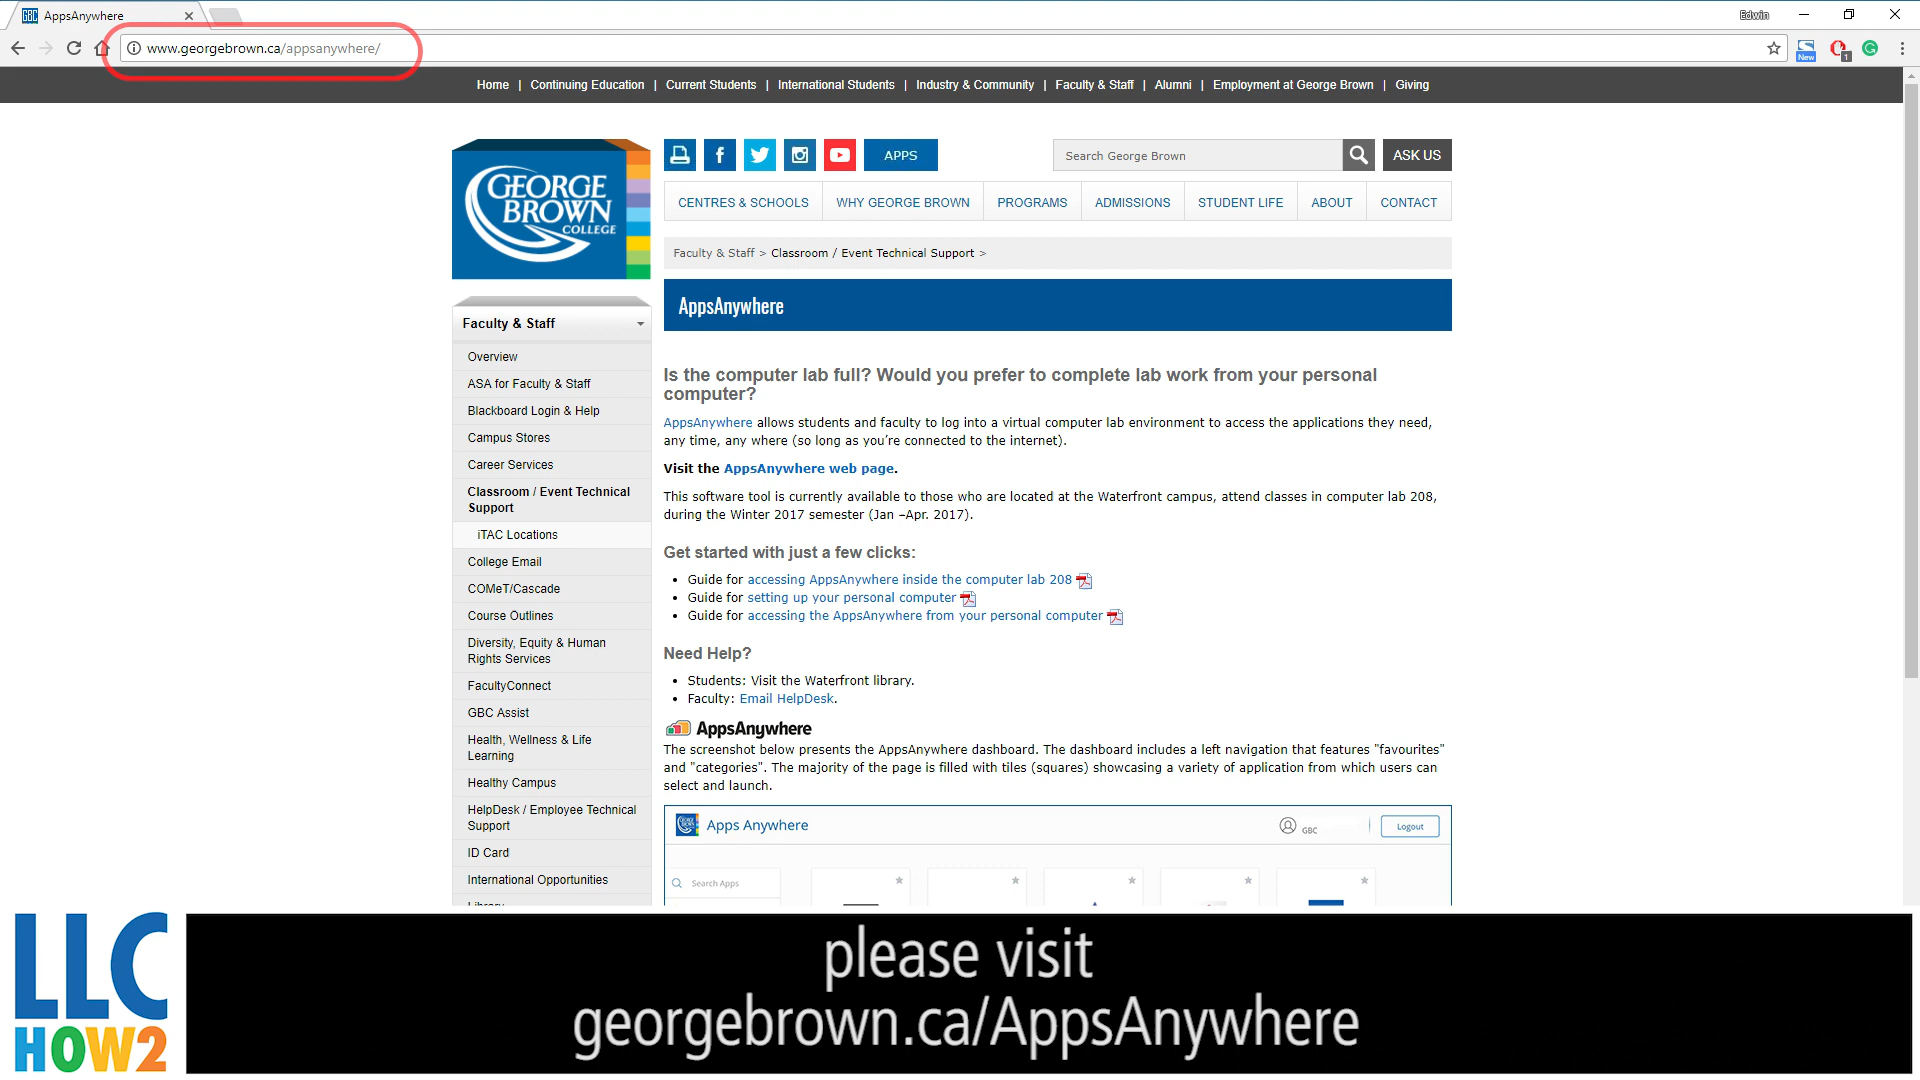 GBC AppsAnywhere
Edwin
www.georgebrown.ca/appsanywhere/
New
1
Home | Continuing Education | Current Students | International Students | Industry & Community | Faculty & Staff | Alumni | Employment at George Brown | Giving
GEORGE
BROWN
COLLEGE
APPS
Search George Brown
ASK US
CENTRES & SCHOOLS WHY GEORGE BROWN PROGRAMS ADMISSIONS STUDENT LIFE ABOUT CONTACT
Faculty & Staff > Classroom / Event Technical Support >
AppsAnywhere
Faculty & Staff
Overview
ASA for Faculty & Staff
Blackboard Login & Help
Campus Stores
Career Services
Classroom / Event Technical
Support
iTAC Locations
College Email
COMeT/Cascade
Course Outlines
Diversity, Equity & Human
Rights Services
FacultyConnect
GBC Assist
Health, Wellness & Life
Learning
Healthy Campus
HelpDesk / Employee Technical
Support
ID Card
International Opportunities
Library
Is the computer lab full? Would you prefer to complete lab work from your personal
computer?
AppsAnywhere allows students and faculty to log into a virtual computer lab environment to access the applications they need,
any time, any where (so long as you’re connected to the internet).
Visit the AppsAnywhere web page.
This software tool is currently available to those who are located at the Waterfront campus, attend classes in computer lab 208,
during the Winter 2017 semester (Jan –Apr. 2017).
Get started with just a few clicks:
• Guide for accessing AppsAnywhere inside the computer lab 208
• Guide for setting up your personal computer
• Guide for accessing the AppsAnywhere from your personal computer
Need Help?
• Students: Visit the Waterfront library.
• Faculty: Email HelpDesk.
AppsAnywhere
The screenshot below presents the AppsAnywhere dashboard. The dashboard includes a left navigation that features "favourites"
and "categories". The majority of the page is filled with tiles (squares) showcasing a variety of application from which users can
select and launch.
GEORGE
BROWN
Apps Anywhere
GBC
Logout
Search Apps
LLC
HOW2
please visit
georgebrown.ca/AppsAnywhere